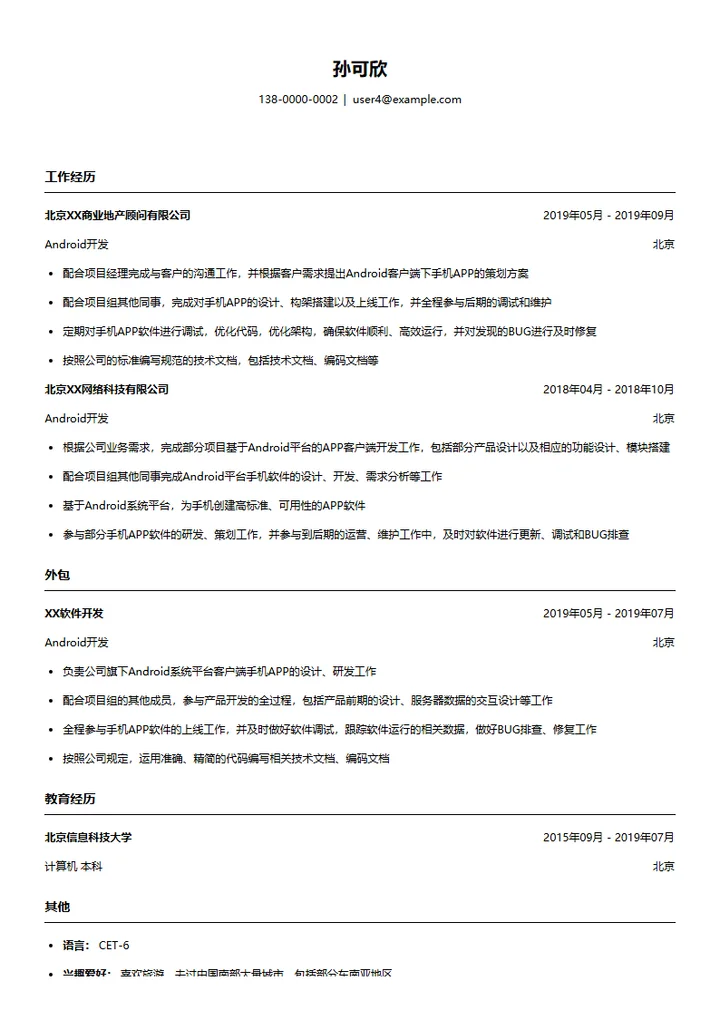 孙可欣
138-0000-0002 | user4@example.com
工作经历
北京XX商业地产顾问有限公司 2019年05月 - 2019年09月
Android开发 北京
• 配合项目经理完成与客户的沟通工作，并根据客户需求提出Android客户端下手机APP的策划方案
• 配合项目组其他同事，完成对手机APP的设计、构架搭建以及上线工作，并全程参与后期的调试和维护
• 定期对手机APP软件进行调试，优化代码，优化架构，确保软件顺利、高效运行，并对发现的BUG进行及时修复
• 按照公司的标准编写规范的技术文档，包括技术文档、编码文档等
北京XX网络科技有限公司 2018年04月 - 2018年10月
Android开发 北京
• 根据公司业务需求，完成部分项目基于Android平台的APP客户端开发工作，包括部分产品设计以及相应的功能设计、模块搭建
• 配合项目组其他同事完成Android平台手机软件的设计、开发、需求分析等工作
• 基于Android系统平台，为手机创建高标准、可用性的APP软件
• 参与部分手机APP软件的研发、策划工作，并参与到后期的运营、维护工作中，及时对软件进行更新、调试和BUG排查
外包
XX软件开发 2019年05月 - 2019年07月
Android开发 北京
• 负责公司旗下Android系统平台客户端手机APP的设计、研发工作
• 配合项目组的其他成员，参与产品开发的全过程，包括产品前期的设计、服务器数据的交互设计等工作
• 全程参与手机APP软件的上线工作，并及时做好软件调试，跟踪软件运行的相关数据，做好BUG排查、修复工作
• 按照公司规定，运用准确、精简的代码编写相关技术文档、编码文档
教育经历
北京信息科技大学 2015年09月 - 2019年07月
计算机 本科 北京
其他
• 语言： CET-6
• 兴趣爱好： 喜欢旅游，去过中国南部大量城市，包括部分东南亚地区